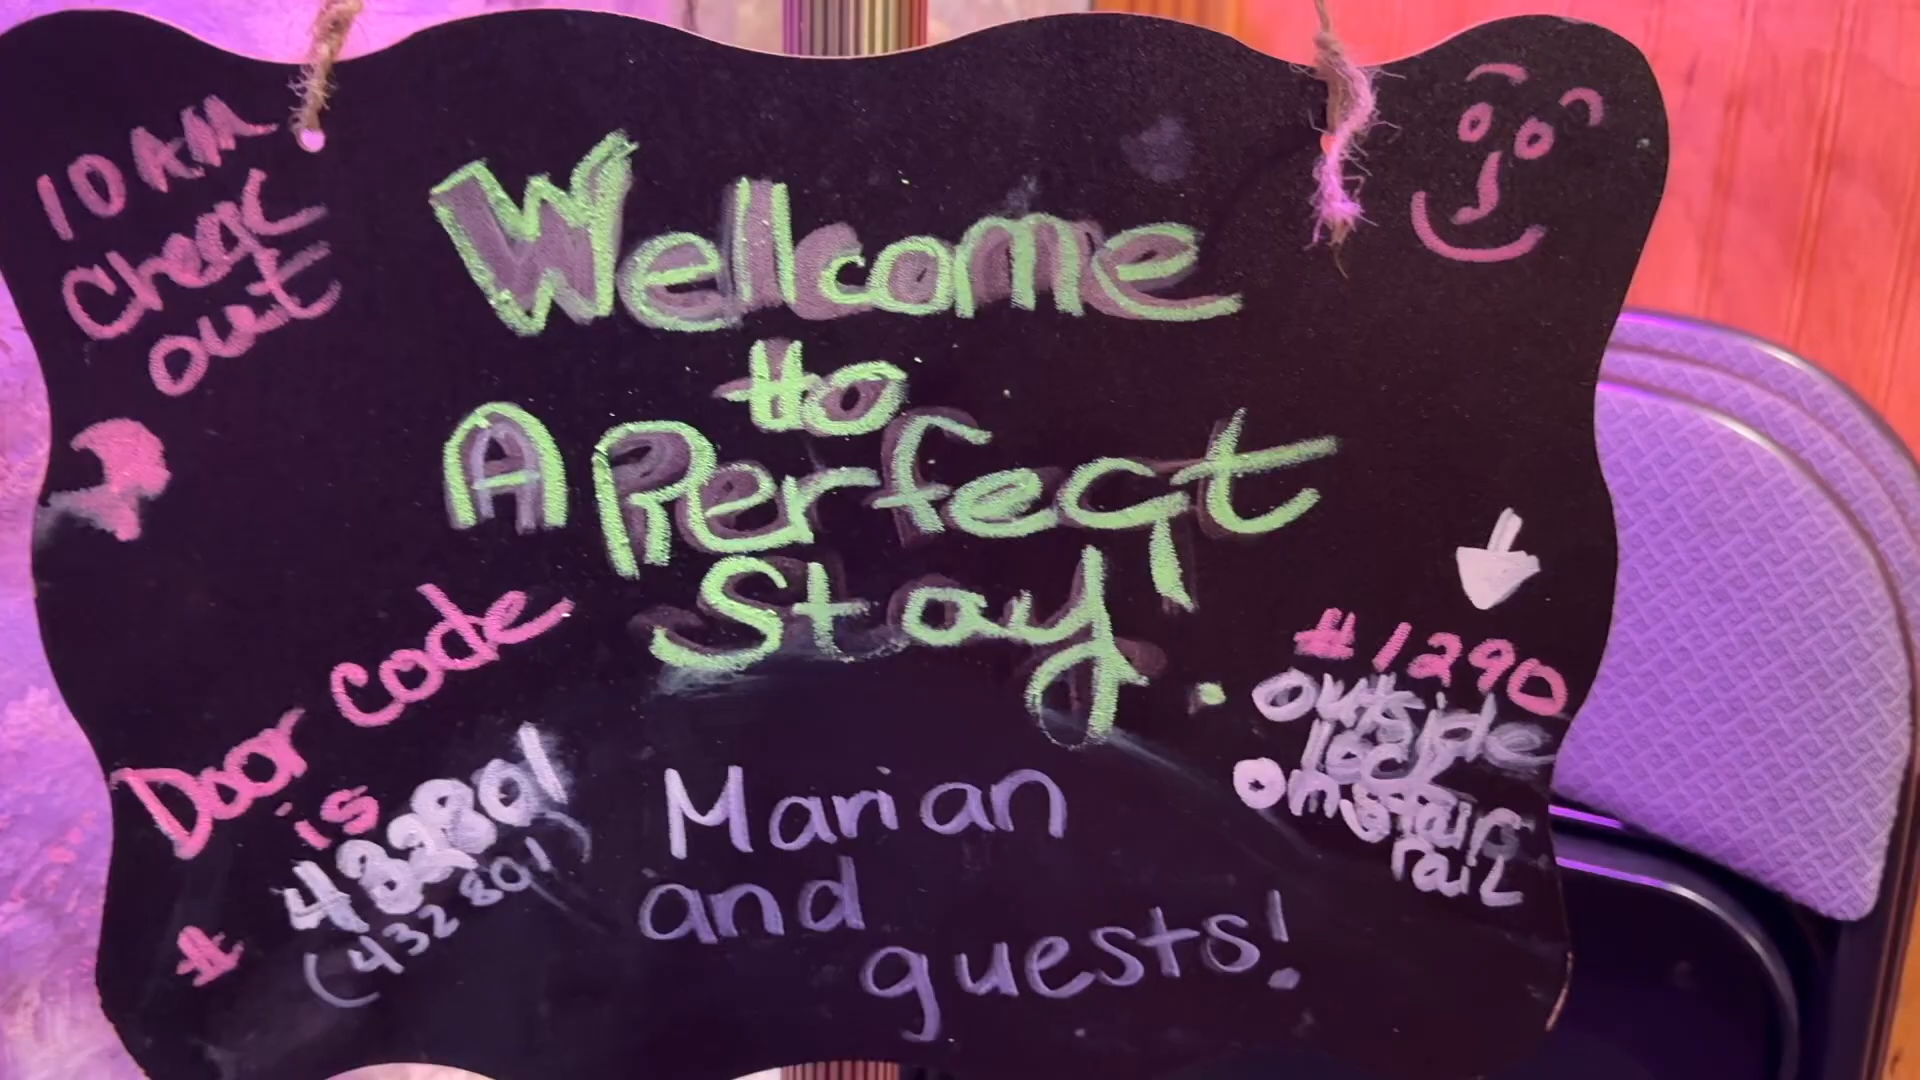 10 AM
Check
out
Welcome
to
A Perfect
Stay!
Door code
is
# 432801
(432801)
#1290
outside
lock
on stair
rail
Marian
and
guests!